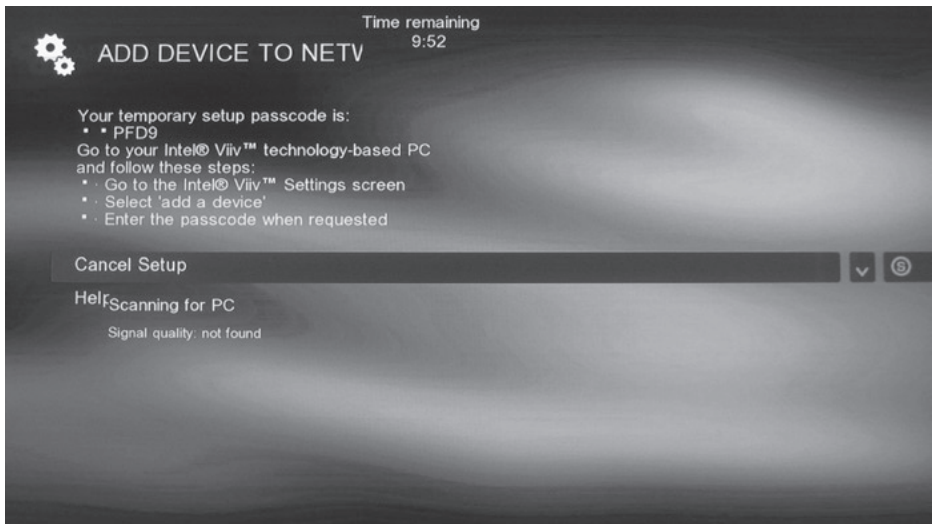 Time remaining
9:52
ADD DEVICE TO NETW
Your temporary setup passcode is:
PFD9
Go to your Intel® Viiv™ technology-based PC
and follow these steps:
Go to the Intel® Viiv™ Settings screen
Select 'add a device'
Enter the passcode when requested
Cancel Setup
S
Help
Scanning for PC
Signal quality: not found